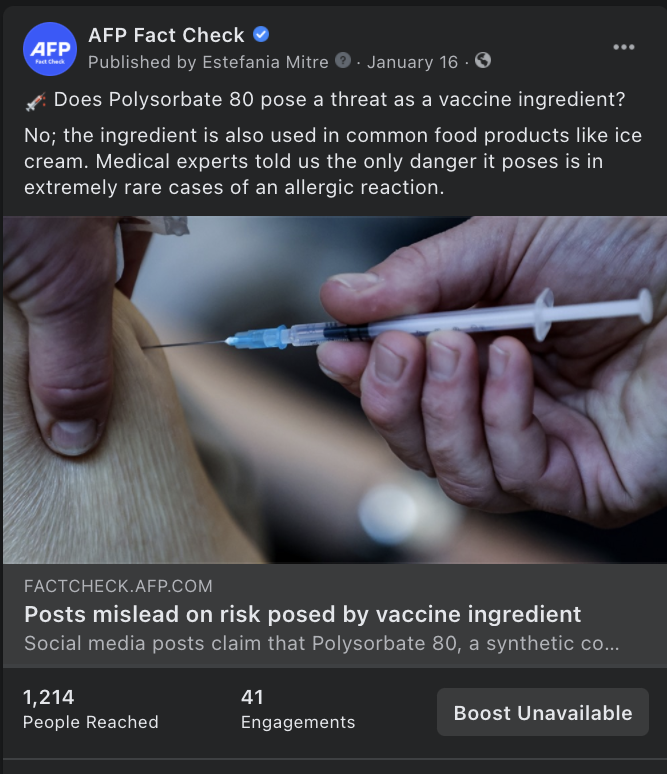 AFP
Fact Check
AFP Fact Check
Published by Estefania Mitre ? · January 16 ·
Does Polysorbate 80 pose a threat as a vaccine ingredient?
No; the ingredient is also used in common food products like ice
cream. Medical experts told us the only danger it poses is in
extremely rare cases of an allergic reaction.
FACTCHECK.AFP.COM
Posts mislead on risk posed by vaccine ingredient
Social media posts claim that Polysorbate 80, a synthetic co...
1,214
People Reached
41
Engagements
Boost Unavailable